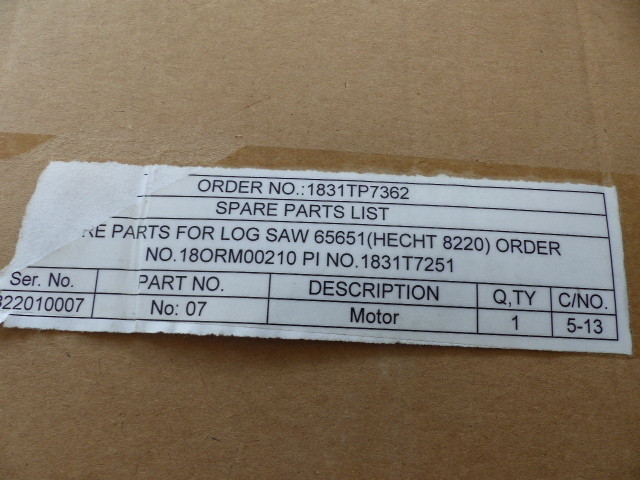 ORDER NO.:1831TP7362
SPARE PARTS LIST
RE PARTS FOR LOG SAW 65651(HECHT 8220) ORDER
NO.18ORM00210 PI NO.1831T7251
Ser. No. PART NO. DESCRIPTION Q,TY C/NO.
822010007 No: 07 Motor 1 5-13